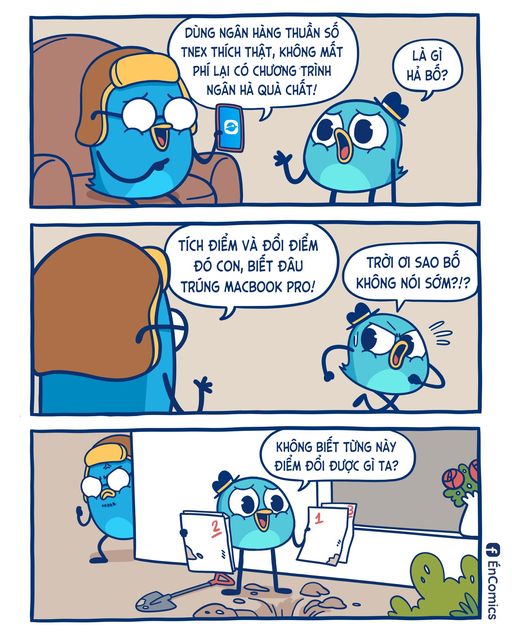 DÙNG NGÂN HÀNG THUẦN SỐ
TNEX THÍCH THẬT, KHÔNG MẤT
PHÍ LẠI CÓ CHƯƠNG TRÌNH
NGÂN HÀ QUÀ CHẤT!
LÀ GÌ
HẢ BỐ?
TÍCH ĐIỂM VÀ ĐỔI ĐIỂM
ĐÓ CON, BIẾT ĐÂU
TRÚNG MACBOOK PRO!
TRỜI ƠI SAO BỐ
KHÔNG NÓI SỚM?!?
KHÔNG BIẾT TỪNG NÀY
ĐIỂM ĐỔI ĐƯỢC GÌ TA?
2
1
3
ÉnComics